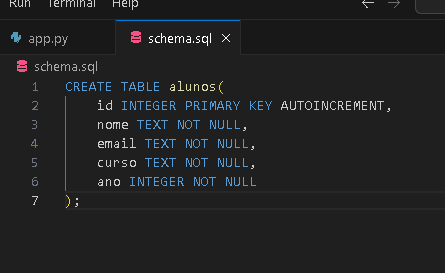 Run Terminal Help
app.py schema.sql
schema.sql
1 CREATE TABLE alunos(
2 id INTEGER PRIMARY KEY AUTOINCREMENT,
3 nome TEXT NOT NULL,
4 email TEXT NOT NULL,
5 curso TEXT NOT NULL,
6 ano INTEGER NOT NULL
7 );